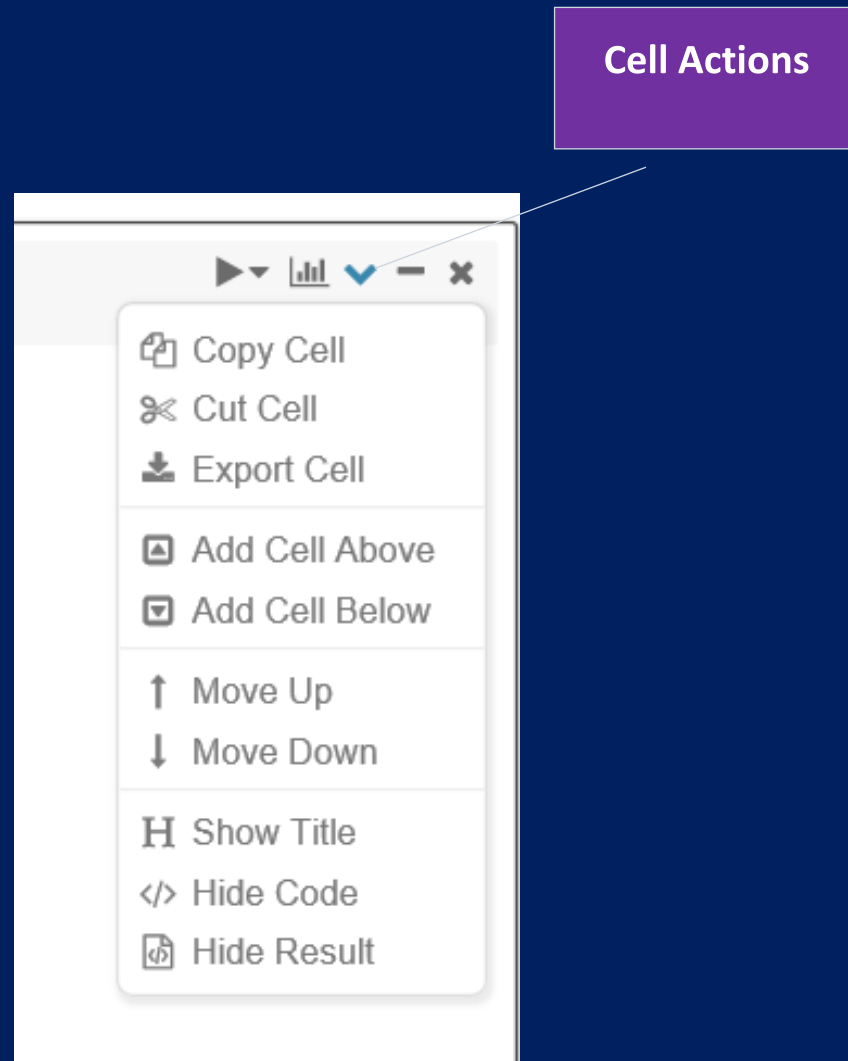 Cell Actions
Copy Cell
Cut Cell
Export Cell
Add Cell Above
Add Cell Below
Move Up
Move Down
H Show Title
</> Hide Code
Hide Result